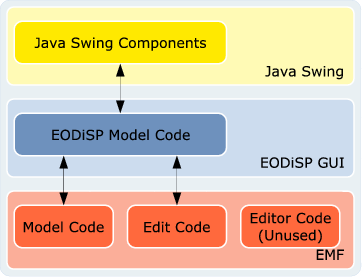 Java Swing Components
Java Swing
EODiSP Model Code
EODiSP GUI
Model Code
Edit Code
Editor Code
(Unused)
EMF